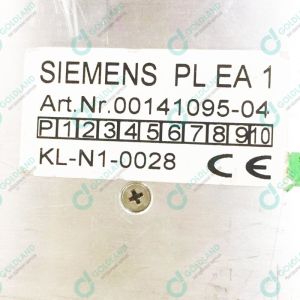 SIEMENS PL EA 1
Art.Nr.00141095-04
P 1 2 3 4 5 6 7 8 9 10
KL-N1-0028 CE
GOLDLAND